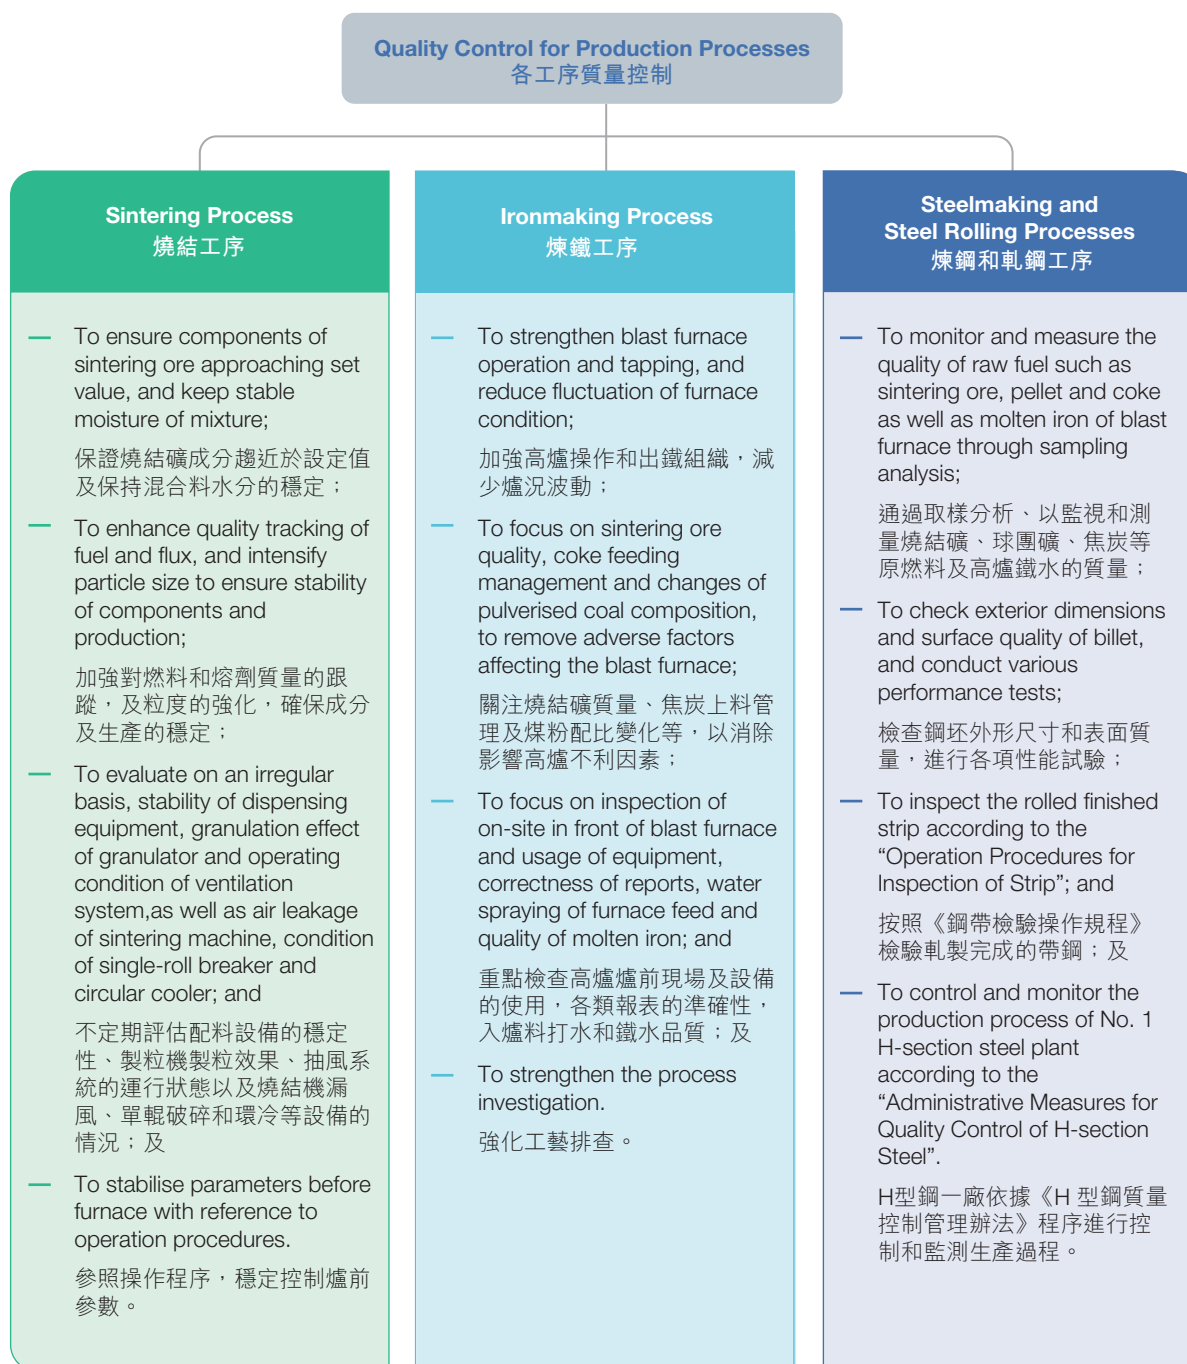 Quality Control for Production Processes
各工序質量控制
Sintering Process
燒結工序
— To ensure components of
sintering ore approaching set
value, and keep stable
moisture of mixture;
保證燒結礦成分趨近於設定值
及保持混合料水分的穩定；
— To enhance quality tracking of
fuel and flux, and intensify
particle size to ensure stability
of components and
production;
加強對燃料和熔劑質量的跟
蹤，及粒度的強化，確保成分
及生產的穩定；
— To evaluate on an irregular
basis, stability of dispensing
equipment, granulation effect
of granulator and operating
condition of ventilation
system,as well as air leakage
of sintering machine, condition
of single-roll breaker and
circular cooler; and
不定期評估配料設備的穩定
性、製粒機製粒效果、抽風系
統的運行狀態以及燒結機漏
風、單輥破碎和環冷等設備的
情況；及
— To stabilise parameters before
furnace with reference to
operation procedures.
參照操作程序，穩定控制爐前
參數。
Ironmaking Process
煉鐵工序
— To strengthen blast furnace
operation and tapping, and
reduce fluctuation of furnace
condition;
加強高爐操作和出鐵組織，減
少爐況波動；
— To focus on sintering ore
quality, coke feeding
management and changes of
pulverised coal composition,
to remove adverse factors
affecting the blast furnace;
關注燒結礦質量、焦炭上料管
理及煤粉配比變化等，以消除
影響高爐不利因素；
— To focus on inspection of
on-site in front of blast furnace
and usage of equipment,
correctness of reports, water
spraying of furnace feed and
quality of molten iron; and
重點檢查高爐爐前現場及設備
的使用，各類報表的準確性，
入爐料打水和鐵水品質；及
— To strengthen the process
investigation.
強化工藝排查。
Steelmaking and
Steel Rolling Processes
煉鋼和軋鋼工序
— To monitor and measure the
quality of raw fuel such as
sintering ore, pellet and coke
as well as molten iron of blast
furnace through sampling
analysis;
通過取樣分析、以監視和測
量燒結礦、球團礦、焦炭等
原燃料及高爐鐵水的質量；
— To check exterior dimensions
and surface quality of billet,
and conduct various
performance tests;
檢查鋼坯外形尺寸和表面質
量，進行各項性能試驗；
— To inspect the rolled finished
strip according to the
“Operation Procedures for
Inspection of Strip”; and
按照《鋼帶檢驗操作規程》
檢驗軋製完成的帶鋼；及
— To control and monitor the
production process of No. 1
H-section steel plant
according to the
“Administrative Measures for
Quality Control of H-section
Steel”.
H型鋼一廠依據《H 型鋼質量
控制管理辦法》程序進行控
制和監測生產過程。